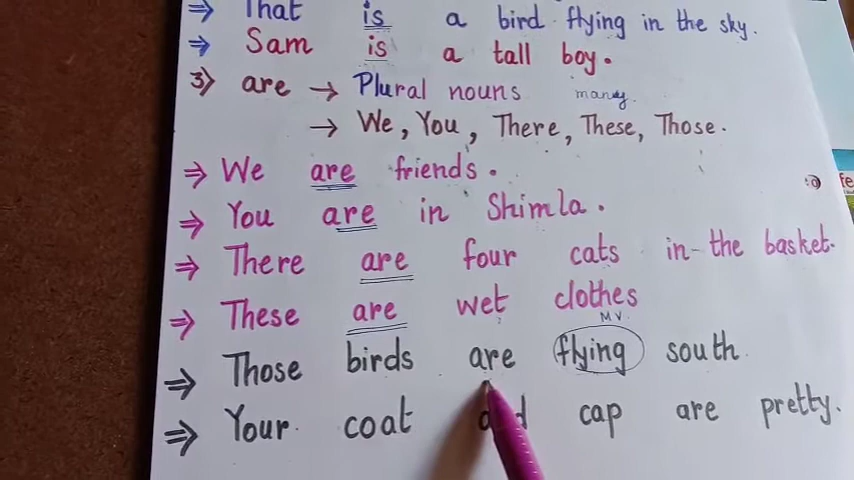 ⇒ That is a bird flying in the sky.
⇒ Sam is a tall boy.
3) are → Plural nouns many.
→ We, You, There, These, Those.
⇒ We are friends.
⇒ You are in Shimla.
⇒ There are four cats in the basket.
⇒ These are wet clothes
M.V.
⇒ Those birds are flying south
⇒ Your coat and cap are pretty.
fe